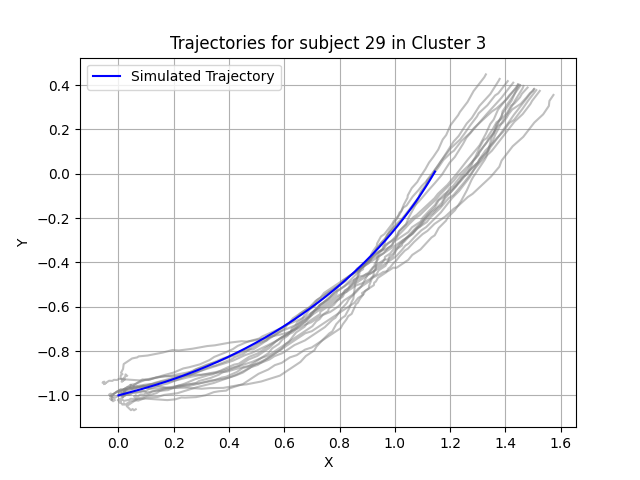 Trajectories for subject 29 in Cluster 3
Simulated Trajectory
Y
0.4
0.2
0.0
−0.2
−0.4
−0.6
−0.8
−1.0
0.0 0.2 0.4 0.6 0.8 1.0 1.2 1.4 1.6
X